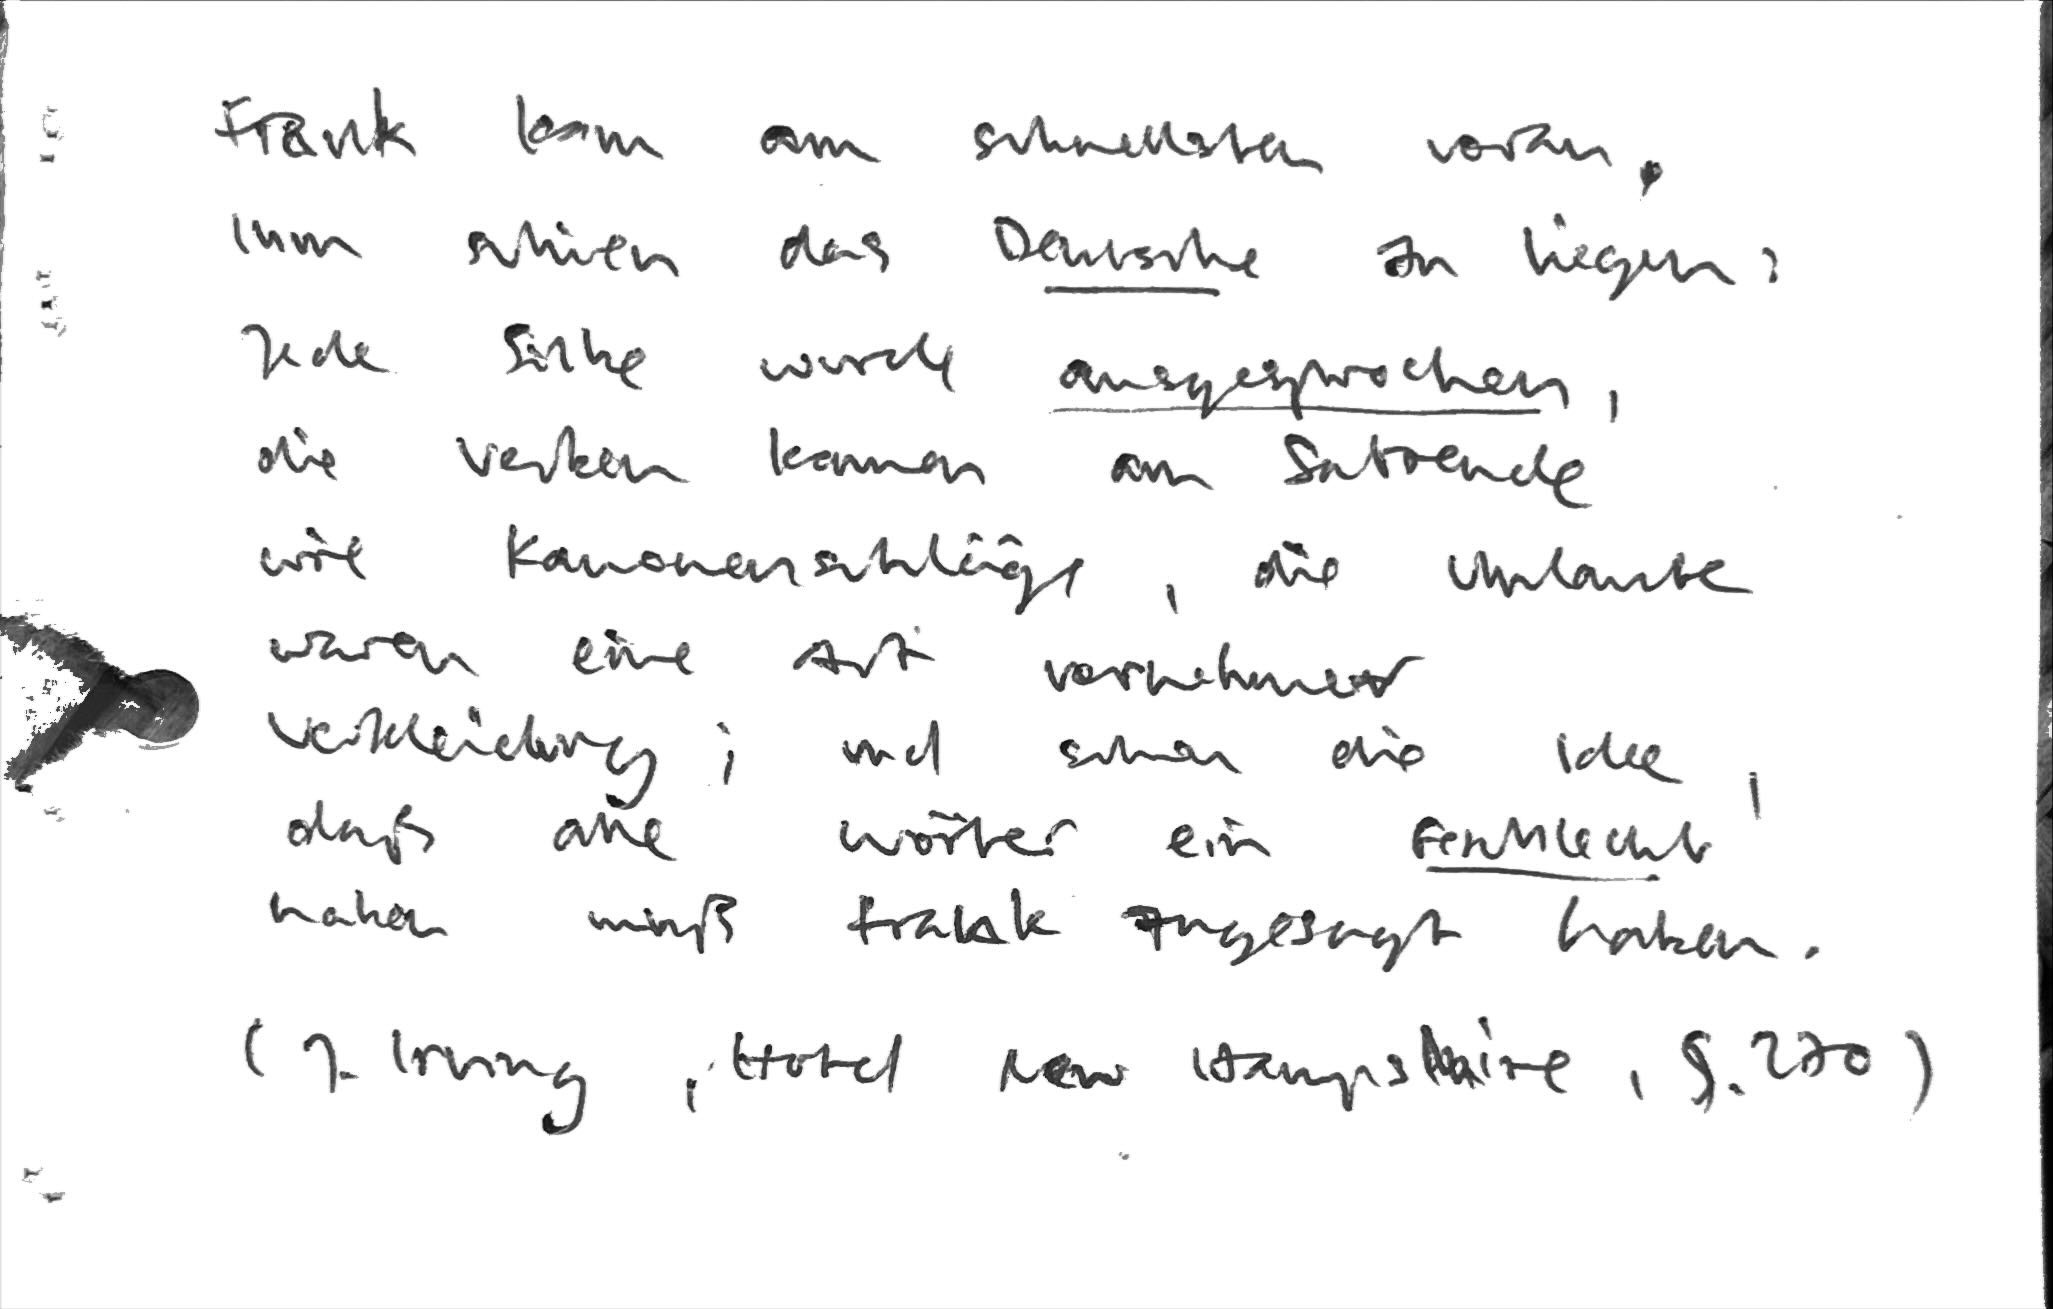 Frank kam am schnellsten voran,
ihm schien das Deutsche zu liegen:
Jede Silbe wurde ausgesprochen,
die Verben kamen am Satzende
wie Kanonenschläge, die Umlaute
waren eine Art vornehmer
Verkleidung; und schon die Idee,
daß alle Wörter ein Geschlecht
haben muß Frank zugesagt haben.
(J. Irving, Hotel New Hampshire, S. 270)